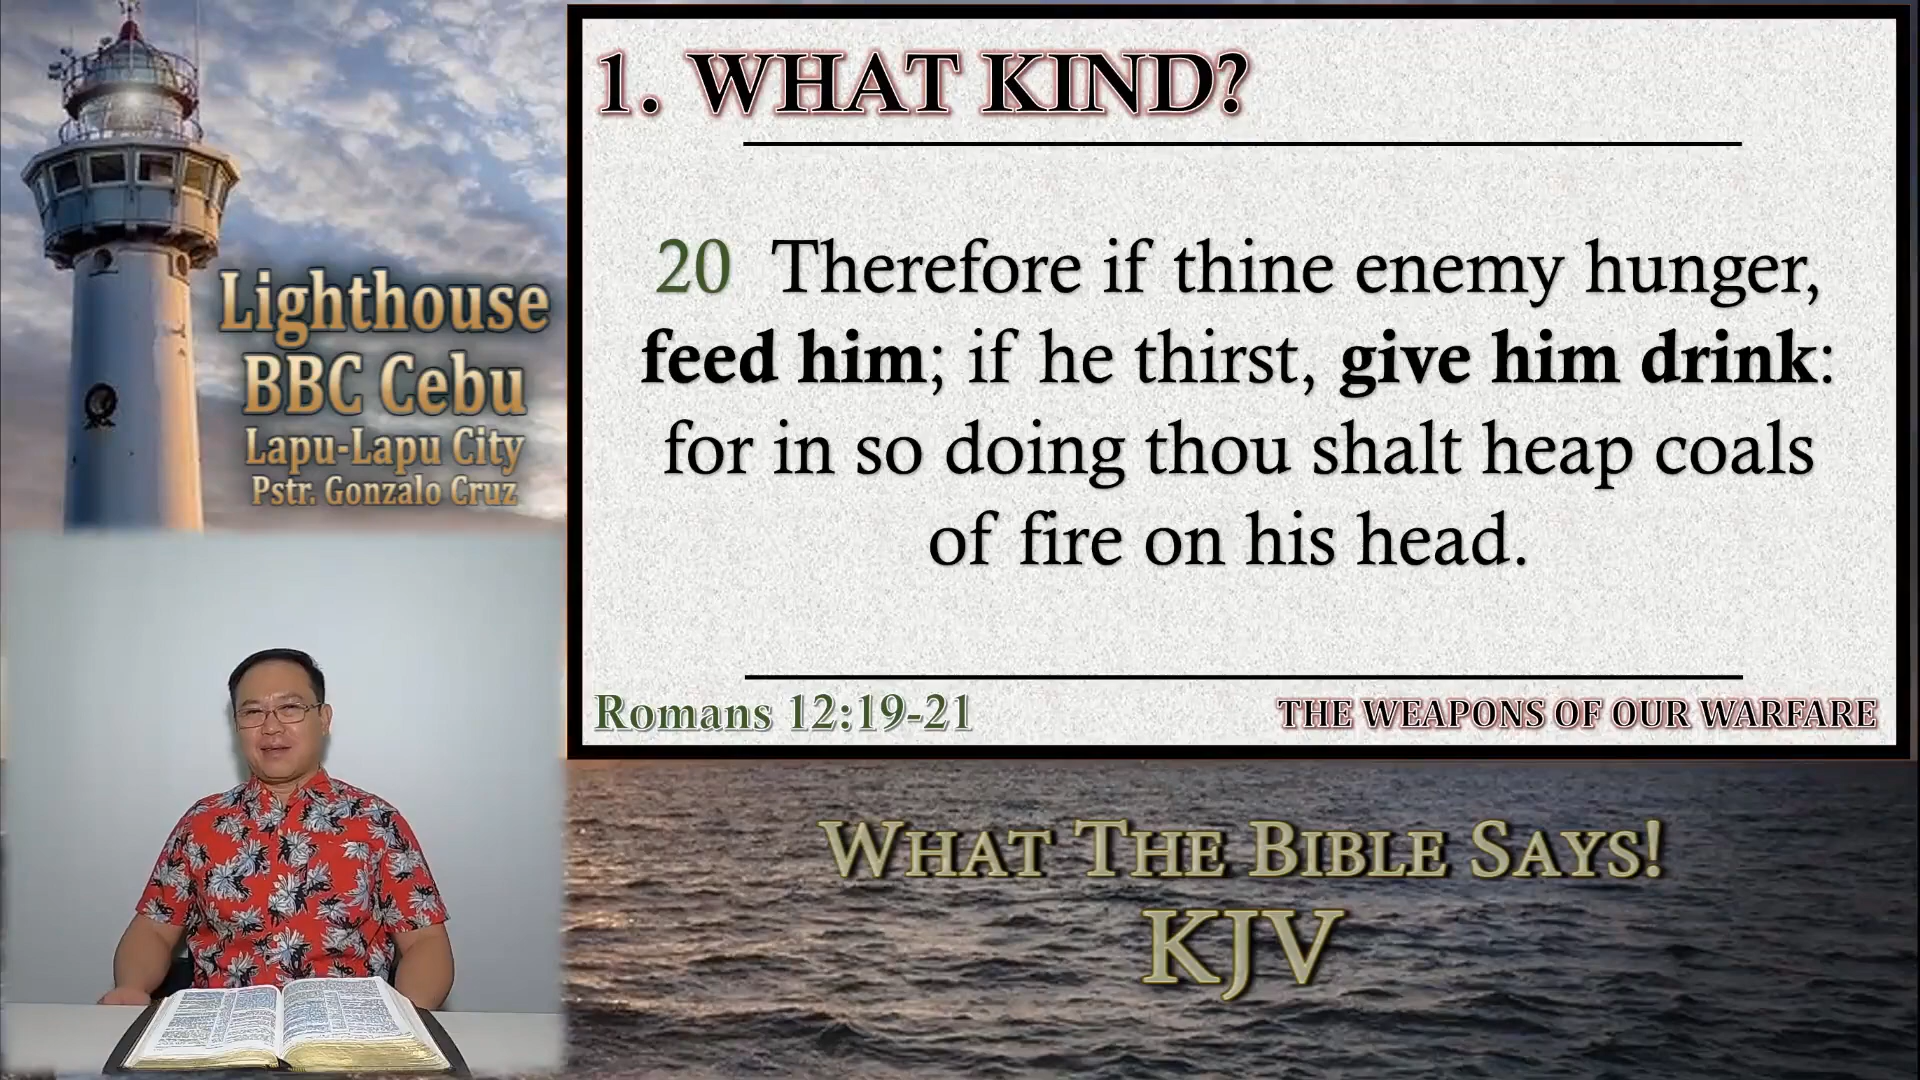 Lighthouse
BBC Cebu
Lapu-Lapu City
Pstr. Gonzalo Cruz
1. WHAT KIND?
20 Therefore if thine enemy hunger,
feed him; if he thirst, give him drink:
for in so doing thou shalt heap coals
of fire on his head.
Romans 12:19-21
THE WEAPONS OF OUR WARFARE
WHAT THE BIBLE SAYS!
KJV